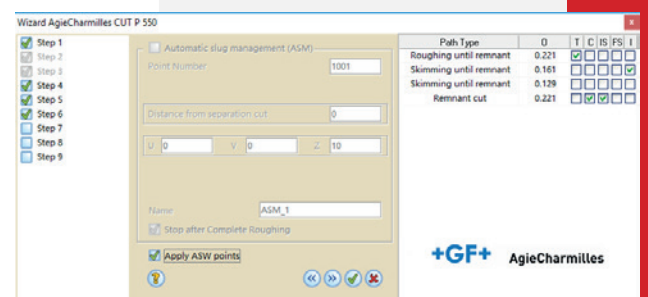 Wizard AgieCharmilles CUT P 550
x
Step 1
Step 2
Step 3
Step 4
Step 5
Step 6
Step 7
Step 8
Step 9
Automatic slug management (ASM)
Point Number 1001
Distance from separation cut 0
U 0 V 0 Z 10
Name ASM_1
Stop after Complete Roughing
Apply ASW points
?
Path Type O T C IS FS I
Roughing until remnant 0.221
Skimming until remnant 0.161
Skimming until remnant 0.129
Remnant cut 0.221
+GF+ AgieCharmilles